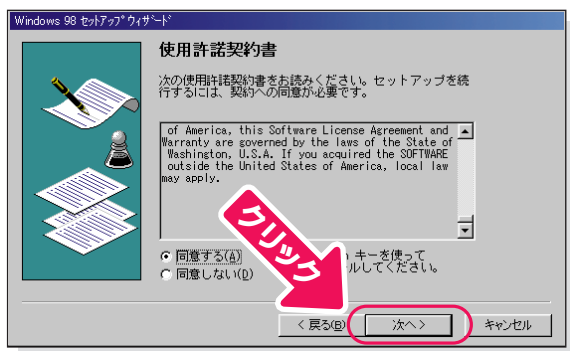 Windows 98 セットアップ ウィザード
使用許諾契約書
次の使用許諾契約書をお読みください。セットアップを続
行するには、契約への同意が必要です。
of America, this Software License Agreement and
Warranty are governed by the laws of the State of
Washington, U.S.A. If you acquired the SOFTWARE
outside the United States of America, local law
may apply.
クリック
同意する(A)
キーを使って
ルしてください。
同意しない(D)
< 戻る(B)
次へ >
キャンセル